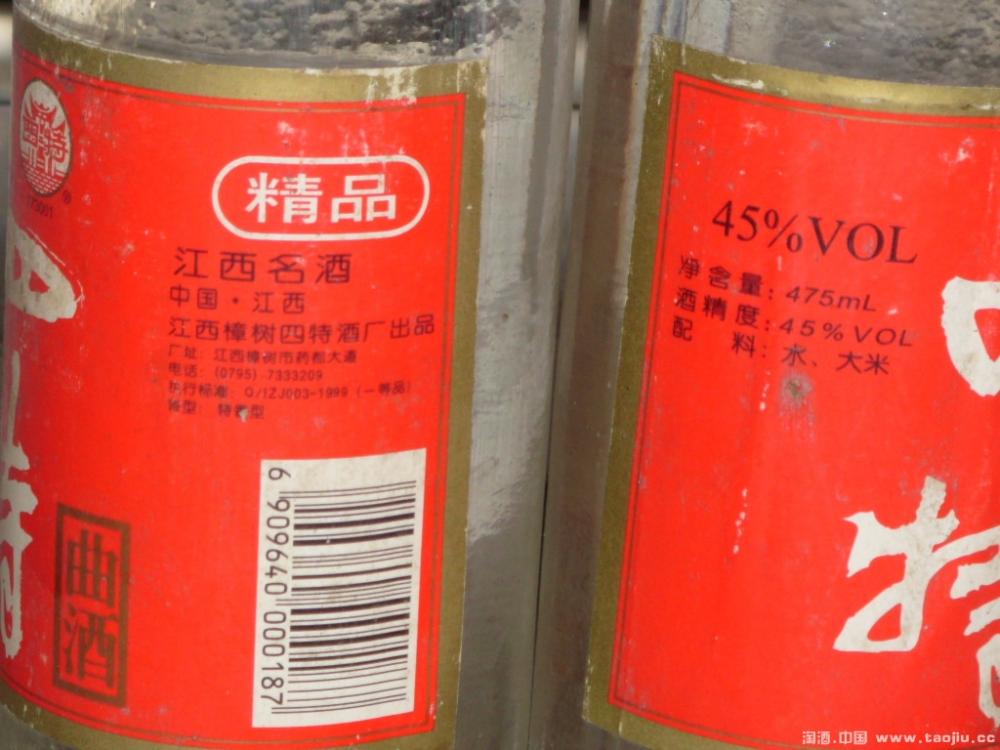 精品
江西名酒
中国·江西
江西樟树四特酒厂出品
厂址: 江西樟树市药都大道
电话: (0795) 7333209
执行标准: Q/JZJ003-1999 (一等品)
香型: 特香型
6 909640 000187
曲酒
45%VOL
净含量: 475mL
酒精度: 45%VOL
配 料: 水、大米
淘酒.中国 www.taojiu.cc